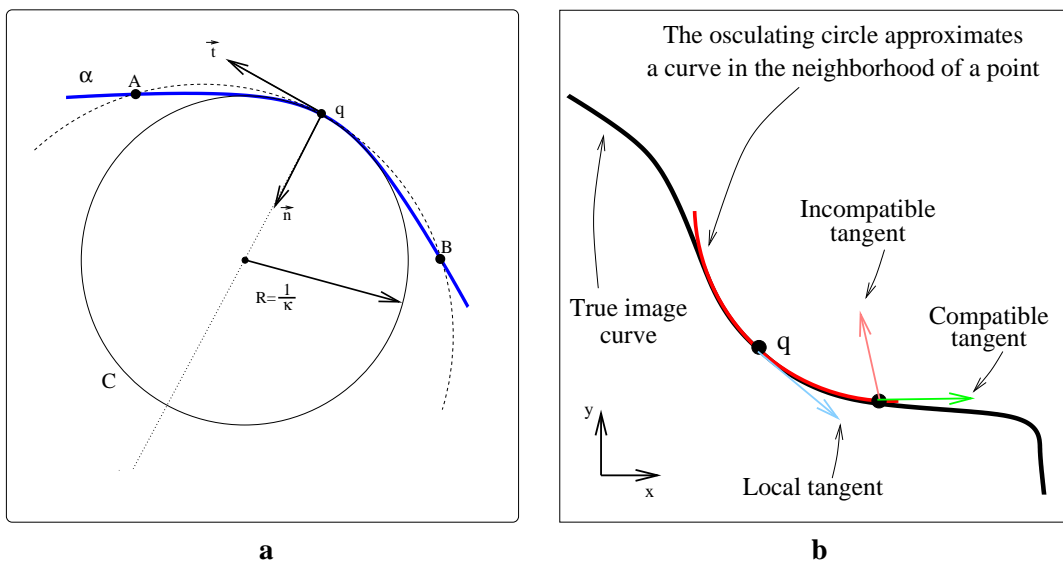 t
α
A
q
n
B
R=1/κ
C
a
The osculating circle approximates
a curve in the neighborhood of a point
Incompatible
tangent
True image
curve
q
Compatible
tangent
y
x
Local tangent
b